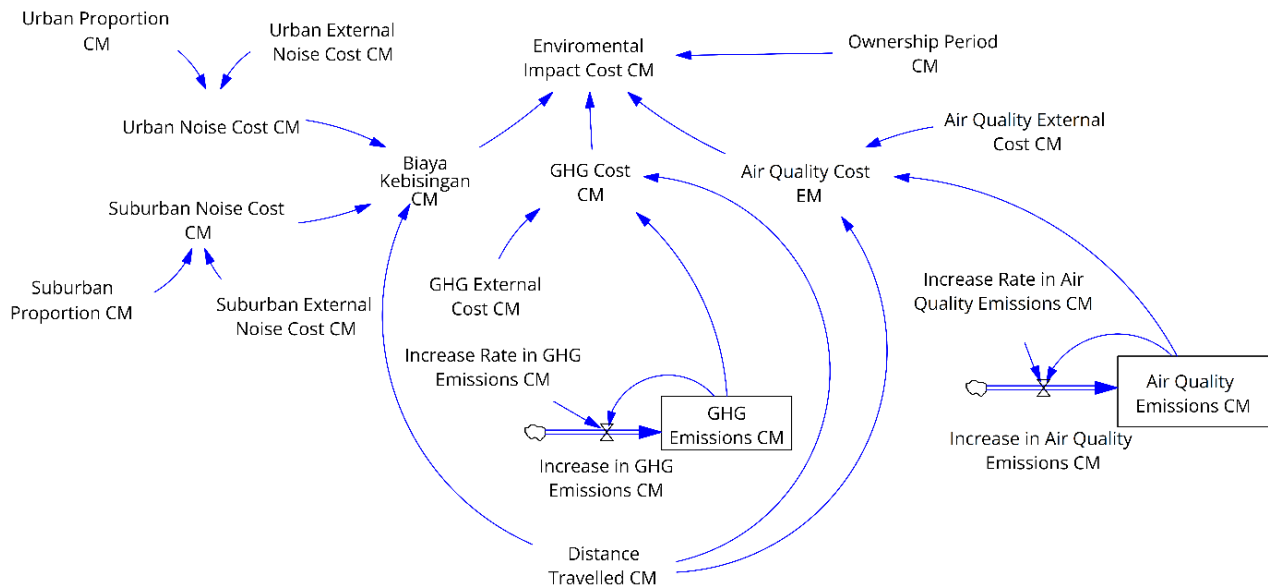 Urban Proportion
CM
Urban External
Noise Cost CM
Enviromental
Impact Cost CM
Ownership Period
CM
Urban Noise Cost CM
Air Quality External
Cost CM
Biaya
Kebisingan
CM
GHG Cost
CM
Air Quality Cost
EM
Suburban Noise Cost
CM
Suburban
Proportion CM
Suburban External
Noise Cost CM
GHG External
Cost CM
Increase Rate in Air
Quality Emissions CM
Increase Rate in GHG
Emissions CM
GHG
Emissions CM
Air Quality
Emissions CM
Increase in GHG
Emissions CM
Increase in Air Quality
Emissions CM
Distance
Travelled CM